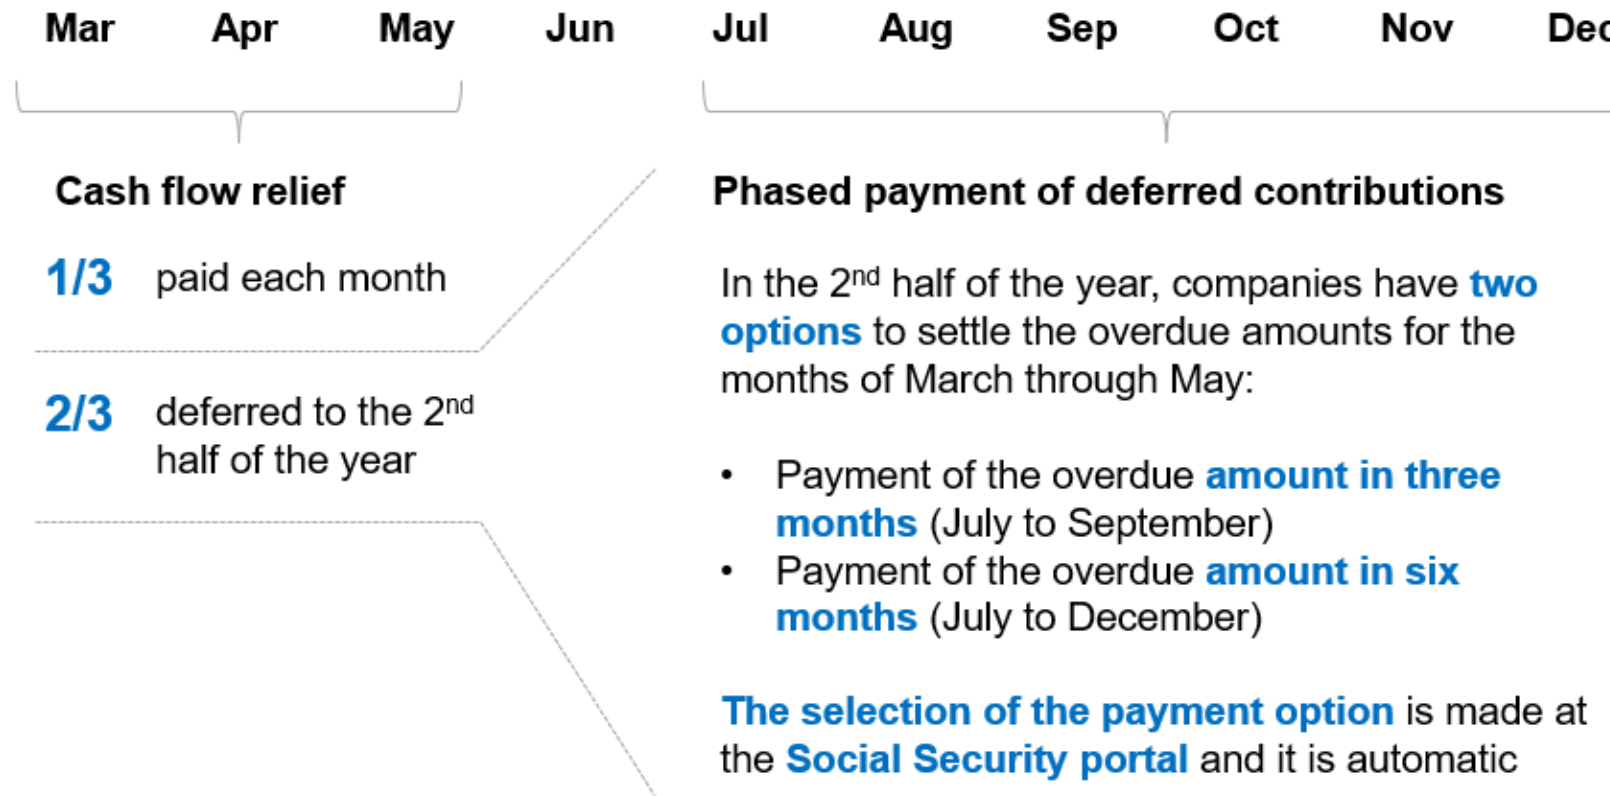 Mar Apr May Jun Jul Aug Sep Oct Nov Dec
Cash flow relief
1/3 paid each month
2/3 deferred to the 2nd
half of the year
Phased payment of deferred contributions
In the 2nd half of the year, companies have two
options to settle the overdue amounts for the
months of March through May:
• Payment of the overdue amount in three
months (July to September)
• Payment of the overdue amount in six
months (July to December)
The selection of the payment option is made at
the Social Security portal and it is automatic